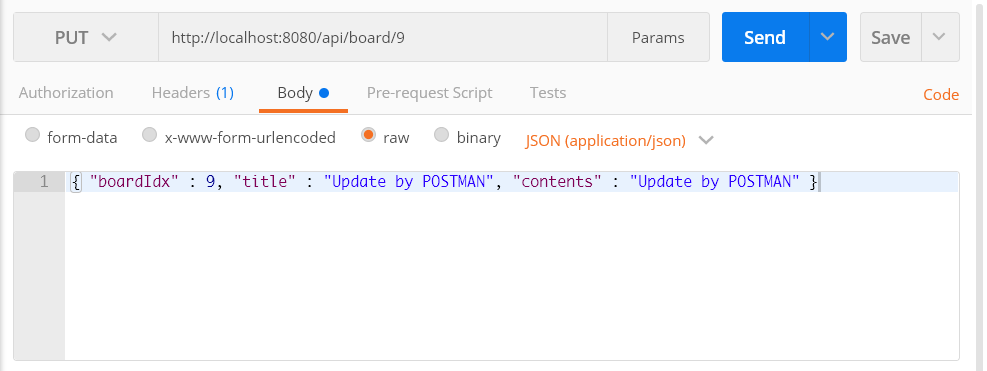 PUT http://localhost:8080/api/board/9 Params Send Save
Authorization Headers (1) Body Pre-request Script Tests Code
form-data x-www-form-urlencoded raw binary JSON (application/json)
1 { "boardIdx" : 9, "title" : "Update by POSTMAN", "contents" : "Update by POSTMAN" }